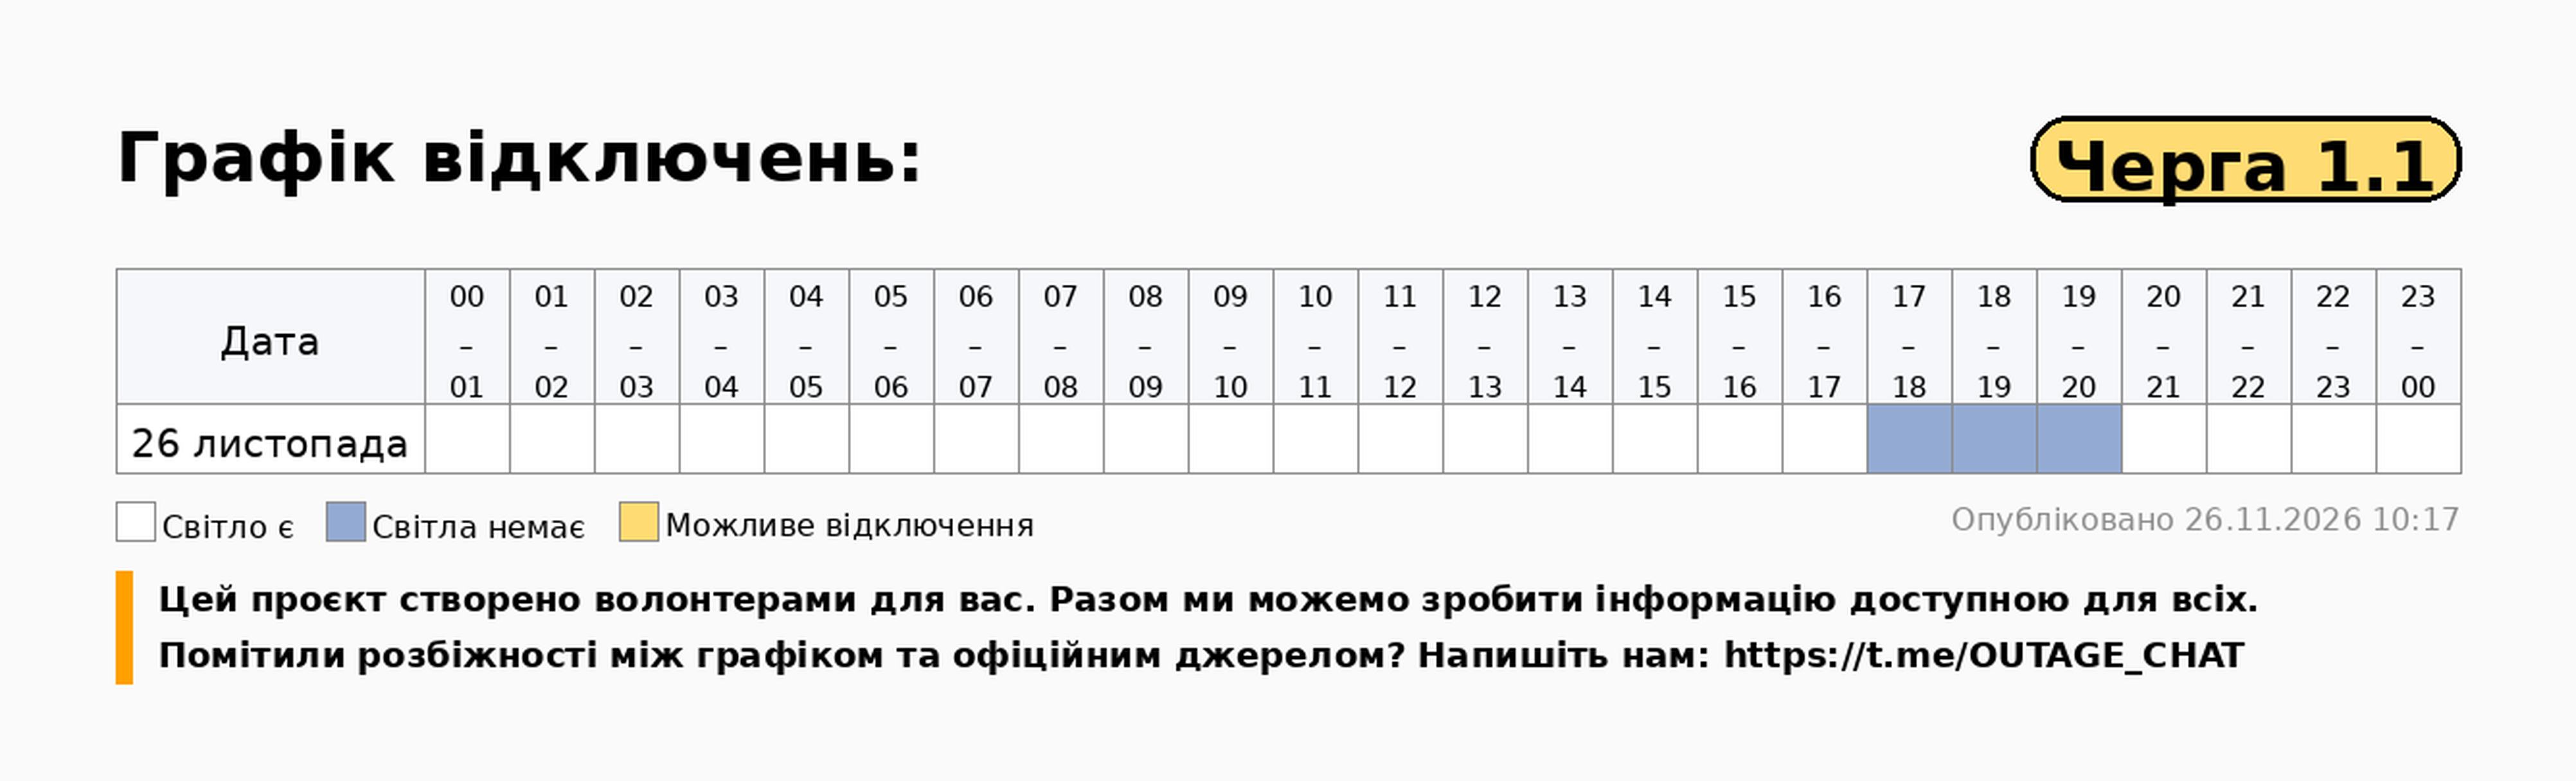 Графік відключень:
Черга 1.1
Дата
00 – 01
01 – 02
02 – 03
03 – 04
04 – 05
05 – 06
06 – 07
07 – 08
08 – 09
09 – 10
10 – 11
11 – 12
12 – 13
13 – 14
14 – 15
15 – 16
16 – 17
17 – 18
18 – 19
19 – 20
20 – 21
21 – 22
22 – 23
23 – 00
26 листопада
Світло є
Світла немає
Можливе відключення
Опубліковано 26.11.2026 10:17
Цей проєкт створено волонтерами для вас. Разом ми можемо зробити інформацію доступною для всіх.
Помітили розбіжності між графіком та офіційним джерелом? Напишіть нам: https://t.me/OUTAGE_CHAT